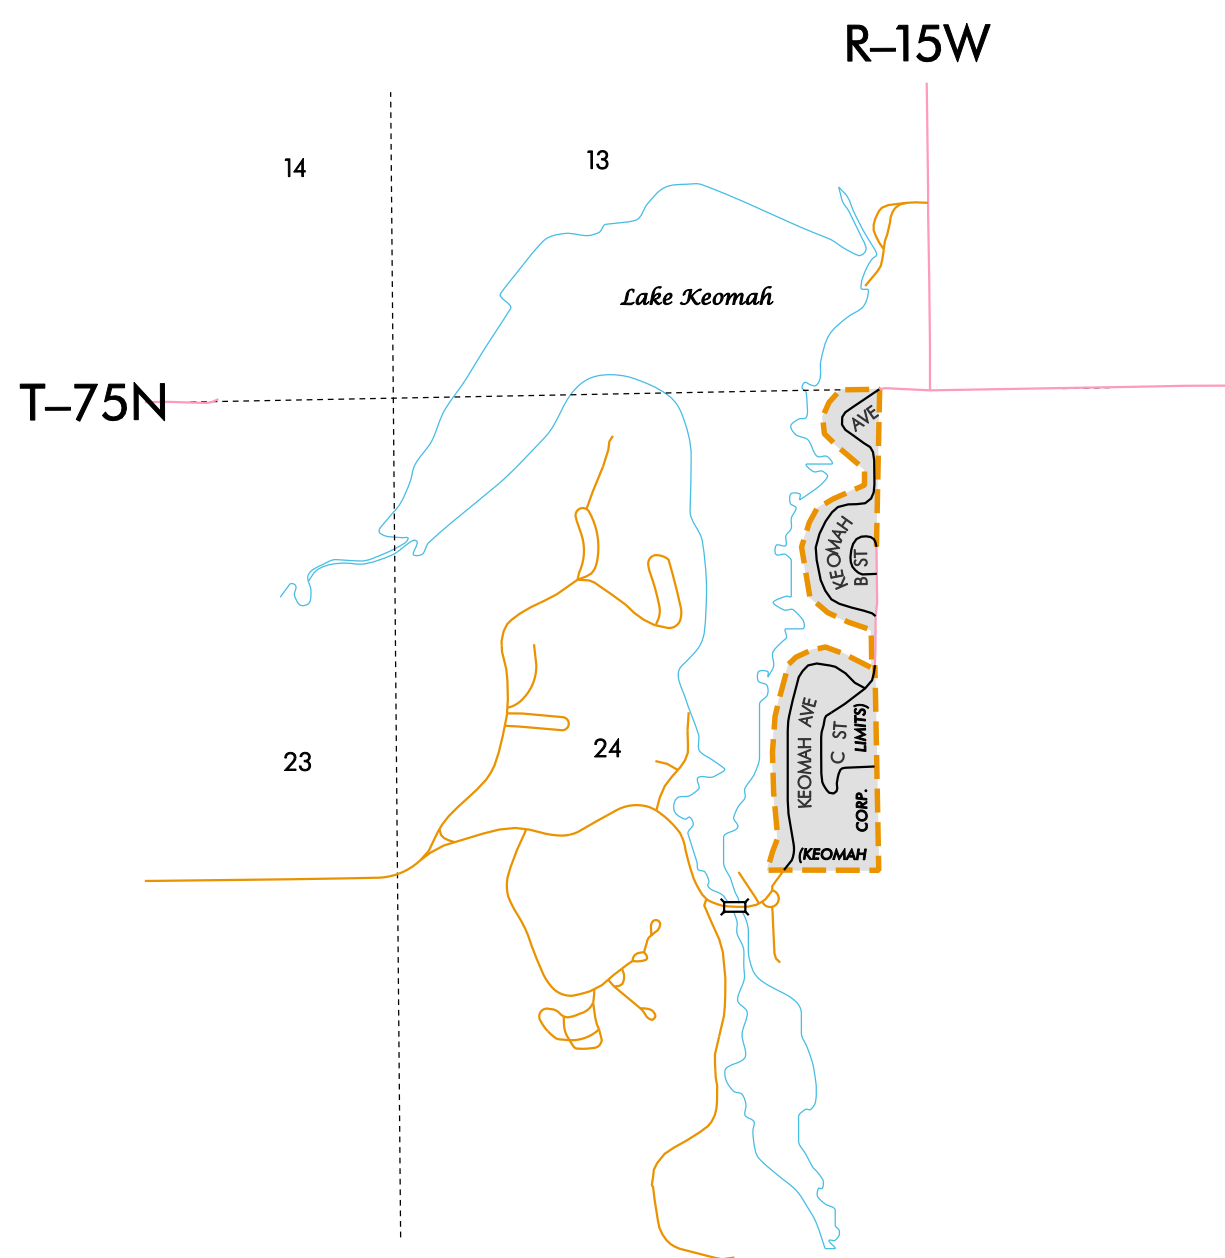 R–15W
14
13
Lake Keomah
T–75N
AVE
KEOMAH
B ST
KEOMAH AVE
C ST
23
24
(KEOMAH
CORP.
LIMITS)